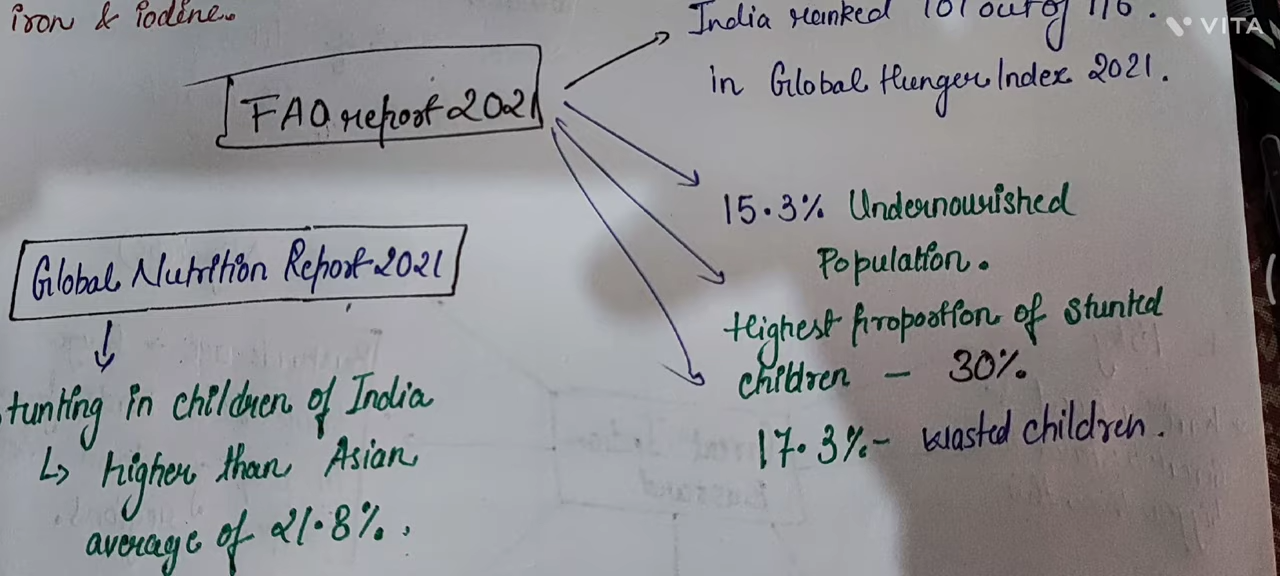 iron & iodine.
India ranked 101 out of 116.
in Global Hunger Index 2021.
VITA
FAO report 2021
15.3% Undernourished
Population.
Highest proportion of stunted
children – 30%.
17.3% – wasted children.
Global Nutrition Report 2021
tunting in children of India
↳ higher than Asian
average of 21.8%.